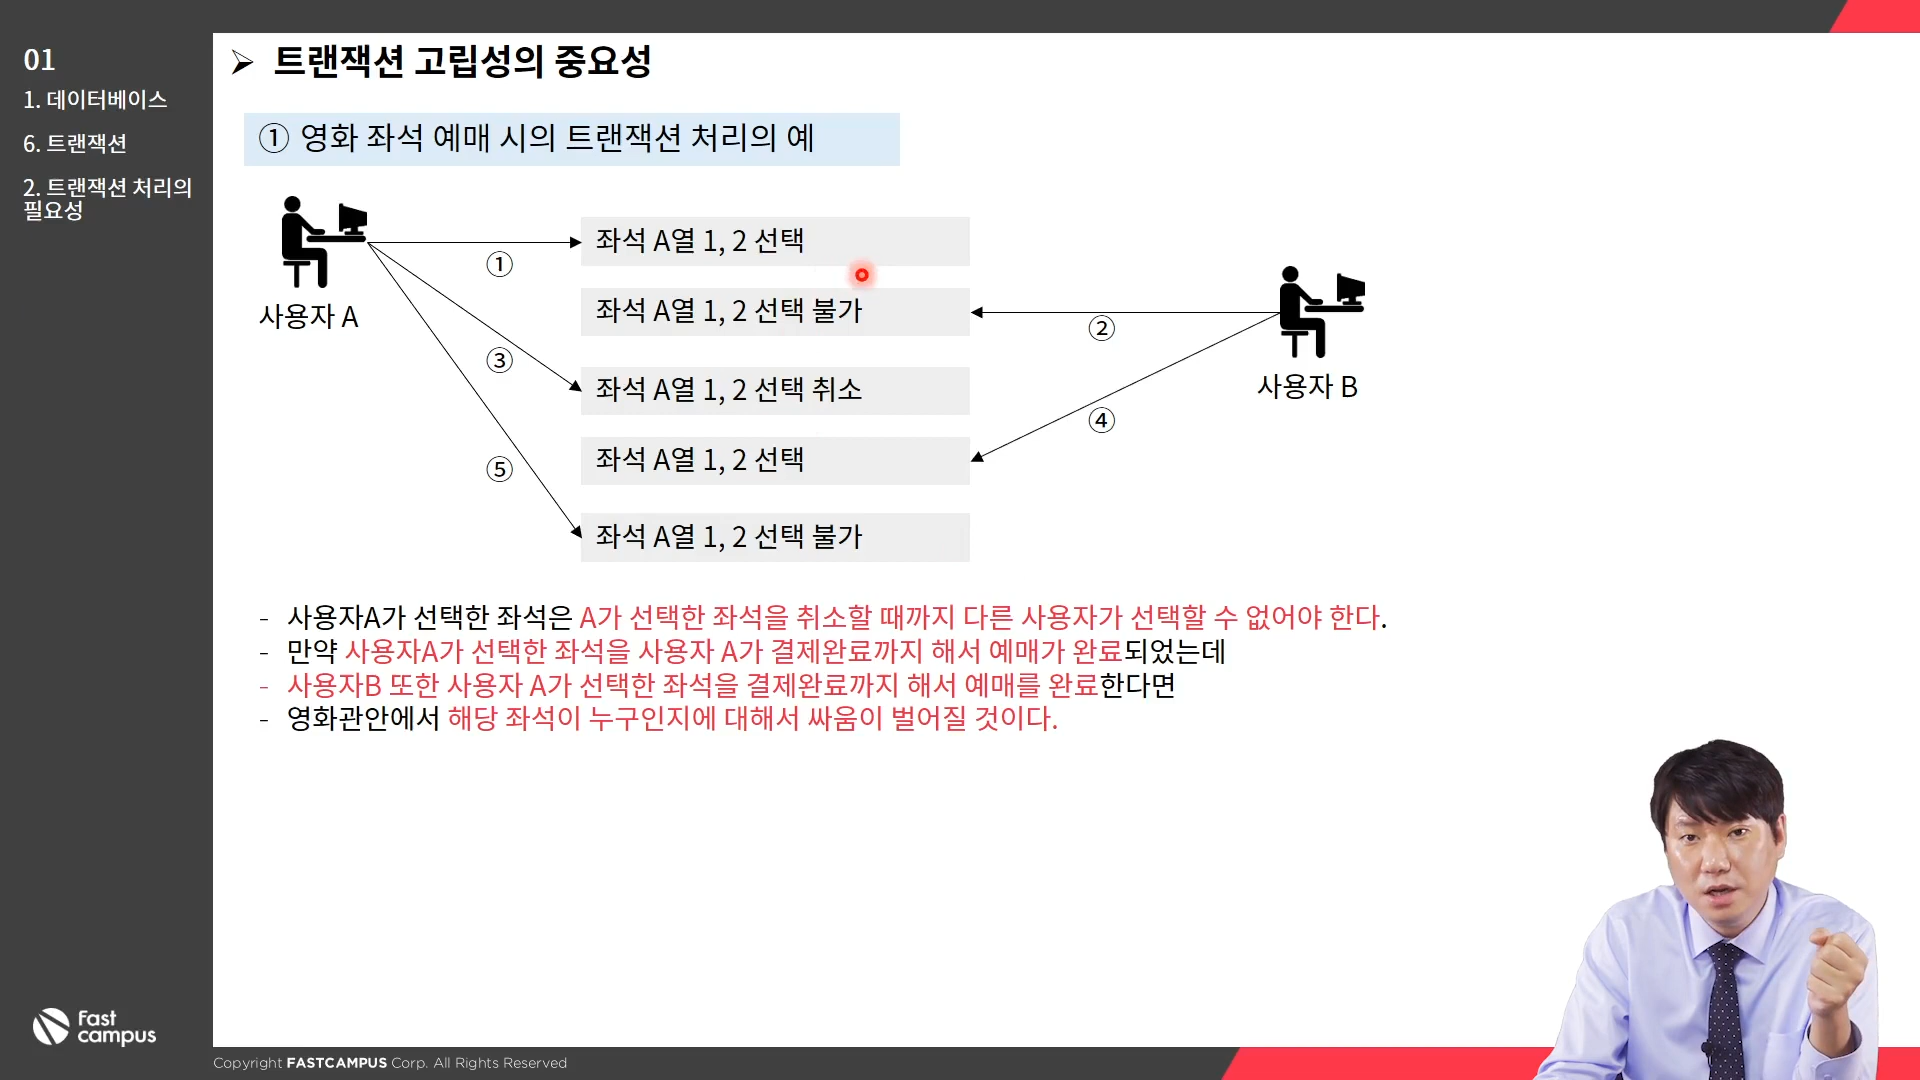 01
1. 데이터베이스
6. 트랜잭션
2. 트랜잭션 처리의
필요성
➢ 트랜잭션 고립성의 중요성
① 영화 좌석 예매 시의 트랜잭션 처리의 예
좌석 A열 1, 2 선택
①
사용자 A
좌석 A열 1, 2 선택 불가
②
③
좌석 A열 1, 2 선택 취소
사용자 B
④
좌석 A열 1, 2 선택
⑤
좌석 A열 1, 2 선택 불가
- 사용자A가 선택한 좌석은 A가 선택한 좌석을 취소할 때까지 다른 사용자가 선택할 수 없어야 한다.
- 만약 사용자A가 선택한 좌석을 사용자 A가 결제완료까지 해서 예매가 완료되었는데
- 사용자B 또한 사용자 A가 선택한 좌석을 결제완료까지 해서 예매를 완료한다면
- 영화관안에서 해당 좌석이 누구인지에 대해서 싸움이 벌어질 것이다.
Fast
campus
Copyright FASTCAMPUS Corp. All Rights Reserved